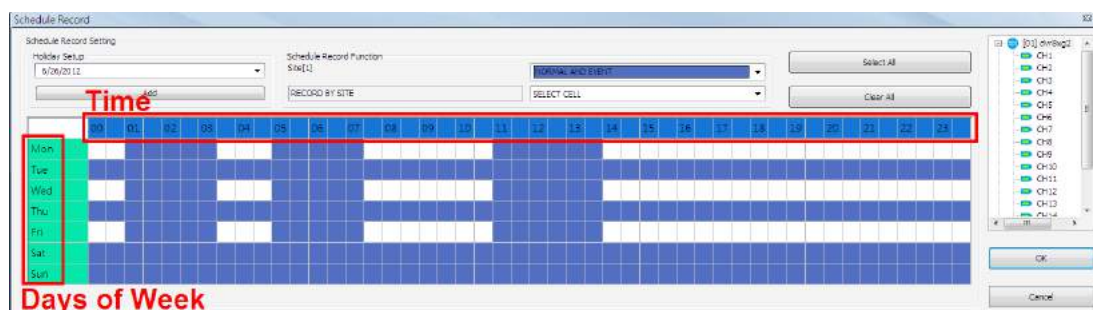 Schedule Record
Schedule Record Setting
Holiday Setup
6/26/2012
Add
Schedule Record Function
Site[1]
RECORD BY SITE
NORMAL AND EVENT
SELECT CELL
Select All
Clear All
Time
00 01 02 03 04 05 06 07 08 09 10 11 12 13 14 15 16 17 18 19 20 21 22 23
Mon
Tue
Wed
Thu
Fri
Sat
Sun
Days of Week
[01] dvr8xg2
CH1
CH2
CH3
CH4
CH5
CH6
CH7
CH8
CH9
CH10
CH11
CH12
CH13
CH14
OK
Cancel